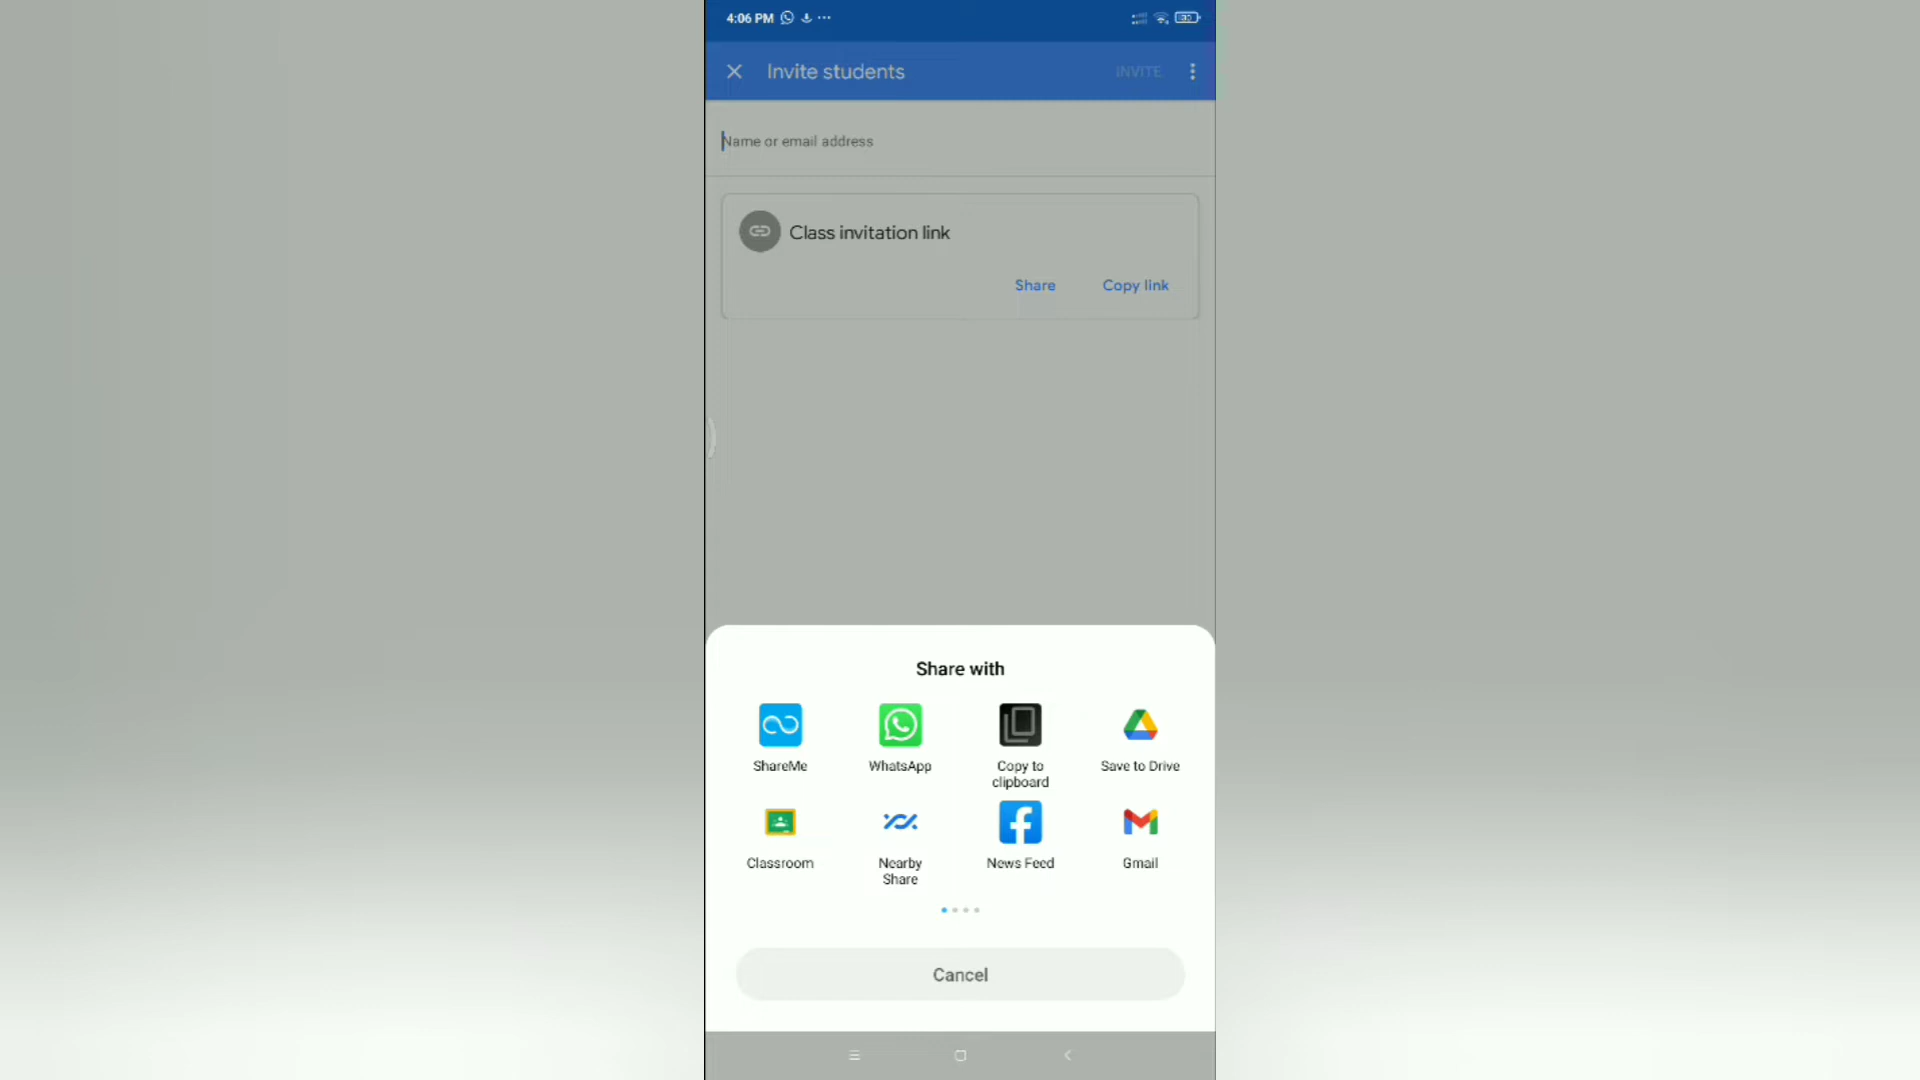 4:06 PM
Invite students
INVITE
Name or email address
Class invitation link
Share
Copy link
Share with
ShareMe
WhatsApp
Copy to
clipboard
Save to Drive
Classroom
Nearby
Share
News Feed
Gmail
Cancel